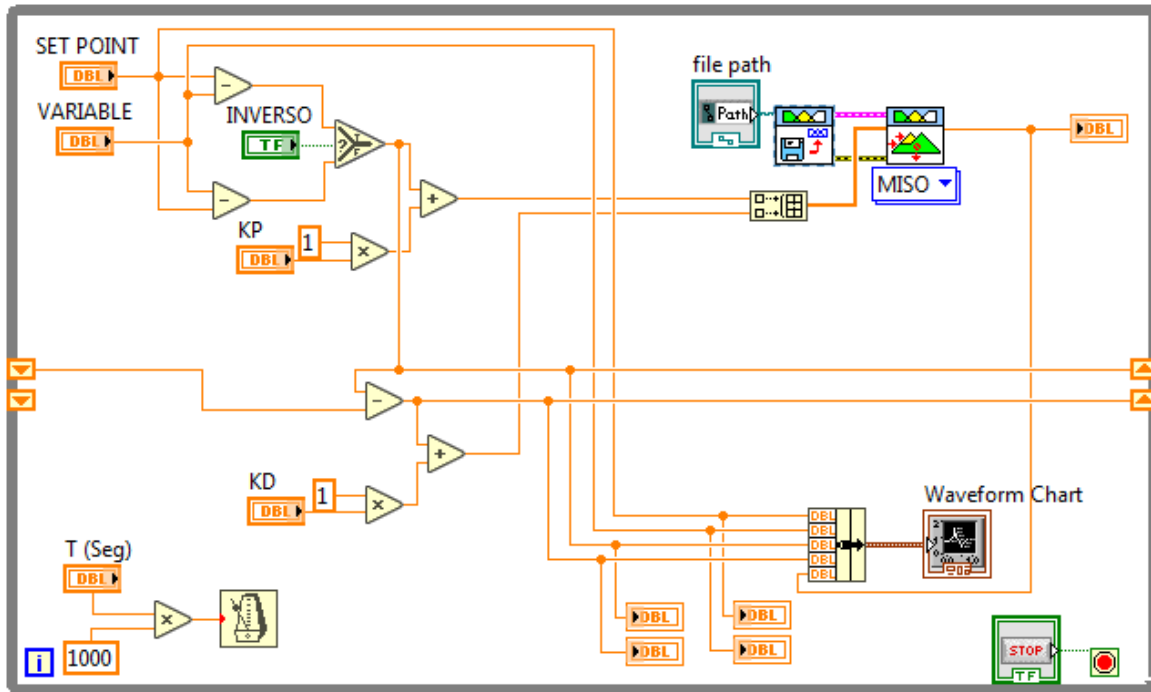 SET POINT
DBL
VARIABLE
DBL
INVERSO
TF
? T F
KP
1
DBL
file path
Path
DBL
MISO
KD
1
DBL
T (Seg)
DBL
1000
i
Waveform Chart
DBL
DBL
DBL
DBL
DBL
DBL
DBL
DBL
DBL
STOP
TF